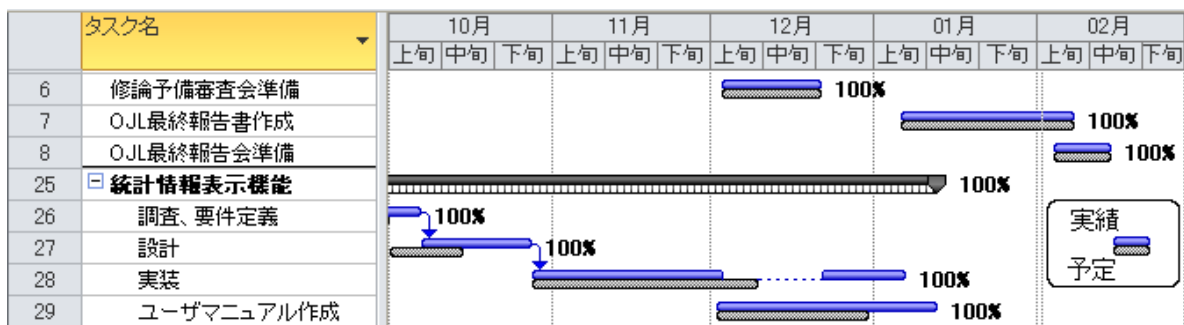 タスク名 10月 11月 12月 01月 02月
上旬 中旬 下旬 上旬 中旬 下旬 上旬 中旬 下旬 上旬 中旬 下旬 上旬 中旬 下旬
6 修論予備審査会準備 100%
7 OJL最終報告書作成 100%
8 OJL最終報告会準備 100%
25 統計情報表示機能 100%
26 調査、要件定義 100%
実績
27 設計 100%
予定
28 実装 100%
29 ユーザマニュアル作成 100%